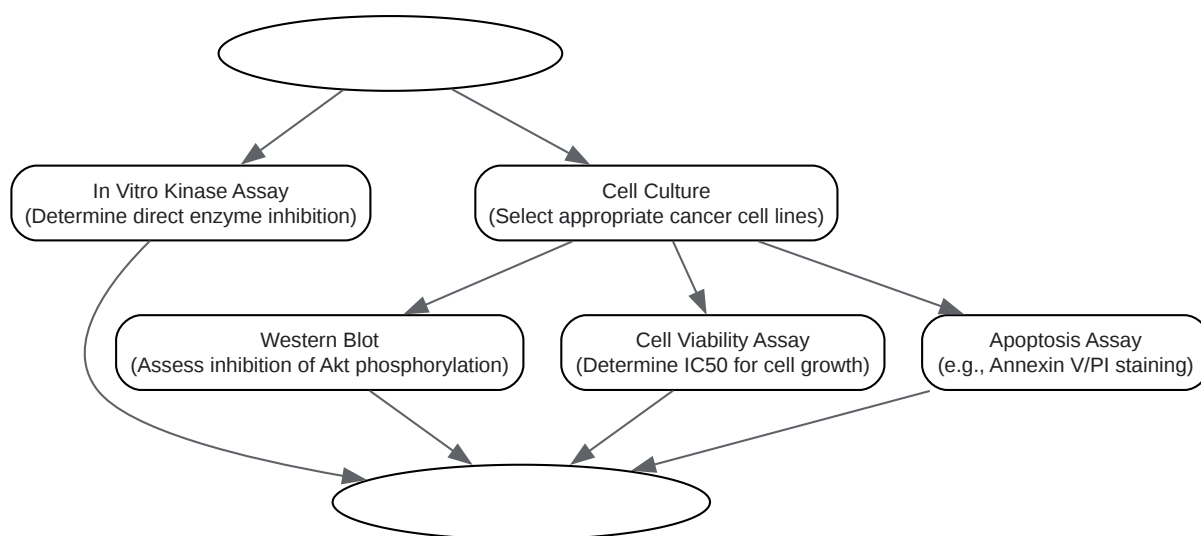 In Vitro Kinase Assay
(Determine direct enzyme inhibition)
Cell Culture
(Select appropriate cancer cell lines)
Western Blot
(Assess inhibition of Akt phosphorylation)
Cell Viability Assay
(Determine IC50 for cell growth)
Apoptosis Assay
(e.g., Annexin V/PI staining)